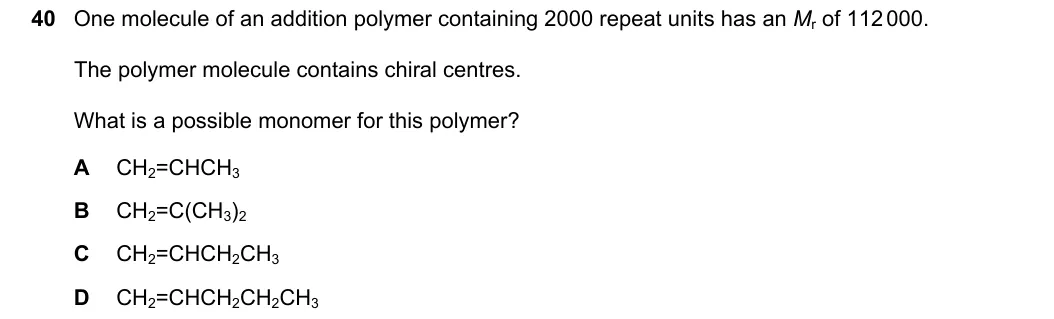 40 One molecule of an addition polymer containing 2000 repeat units has an Mᵣ of 112 000.
The polymer molecule contains chiral centres.
What is a possible monomer for this polymer?
A CH₂=CHCH₃
B CH₂=C(CH₃)₂
C CH₂=CHCH₂CH₃
D CH₂=CHCH₂CH₂CH₃